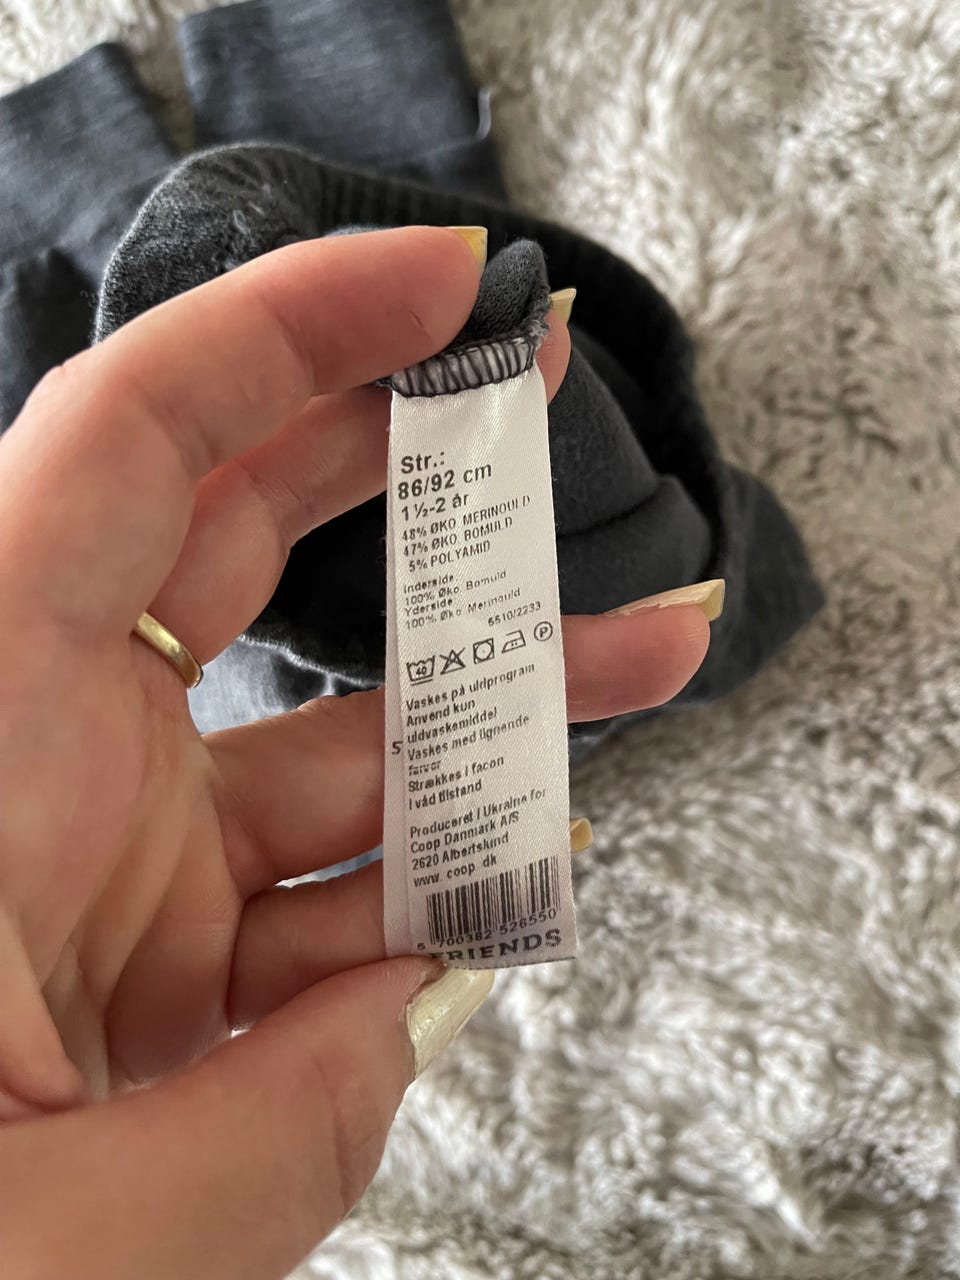 Str.:
86/92 cm
1½-2 år
48% ØKO. MERINOULD
47% ØKO. BOMULD
5% POLYAMID
Inderside:
100% Øko. Bomuld
Yderside:
100% Øko. Merinould
5510/2233
40
P
Vaskes på uldprogram
Anvend kun
uldvaskemiddel
Vaskes med lignende
farver
Strækkes i facon
i våd tilstand
Produceret i Ukraine for
Coop Danmark A/S
2620 Albertslund
www.coop.dk
5 700382 526550
FRIENDS